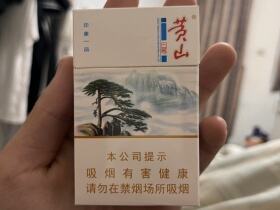 印象一品
黄山
本公司提示
吸烟有害健康
请勿在禁烟场所吸烟